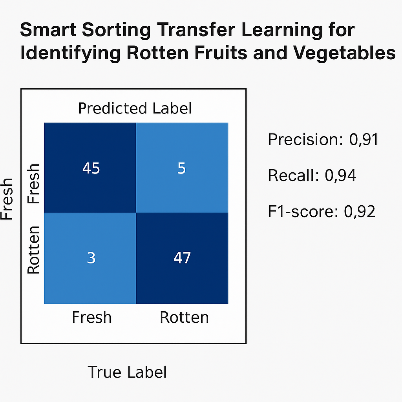 Smart Sorting Transfer Learning for
Identifying Rotten Fruits and Vegetables
Predicted Label
Fresh
Fresh
45
5
Rotten
3
47
Fresh
Rotten
True Label
Precision: 0,91
Recall: 0,94
F1-score: 0,92